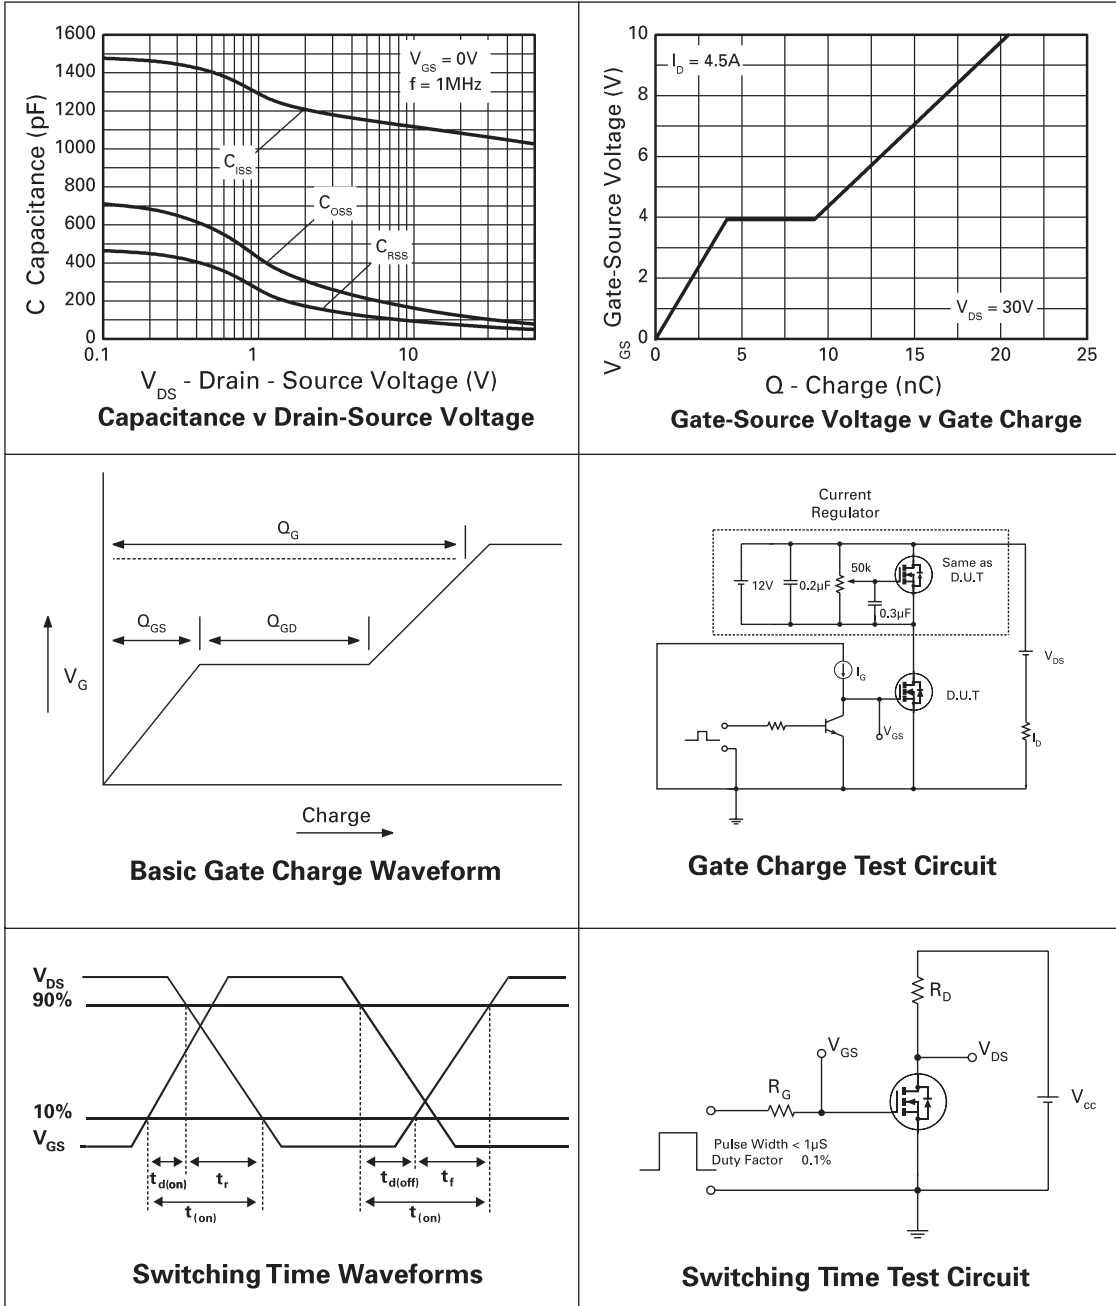 1600
1400
1200
1000
800
600
400
200
0
C Capacitance (pF)
V_GS = 0V
f = 1MHz
C_ISS
C_OSS
C_RSS
0.1 1 10
V_DS - Drain - Source Voltage (V)
Capacitance v Drain-Source Voltage
10
8
6
4
2
0
V_GS Gate-Source Voltage (V)
I_D = 4.5A
V_DS = 30V
0 5 10 15 20 25
Q - Charge (nC)
Gate-Source Voltage v Gate Charge
Q_G
Q_GS Q_GD
V_G
Charge
Basic Gate Charge Waveform
Current
Regulator
12V
0.2µF
50k
0.3µF
Same as
D.U.T
I_G
V_DS
D.U.T
V_GS
I_D
Gate Charge Test Circuit
V_DS
90%
10%
V_GS
t_d(on) t_r t_d(off) t_f
t_(on) t_(on)
Switching Time Waveforms
R_D
V_GS
V_DS
R_G
V_cc
Pulse Width < 1µS
Duty Factor 0.1%
Switching Time Test Circuit